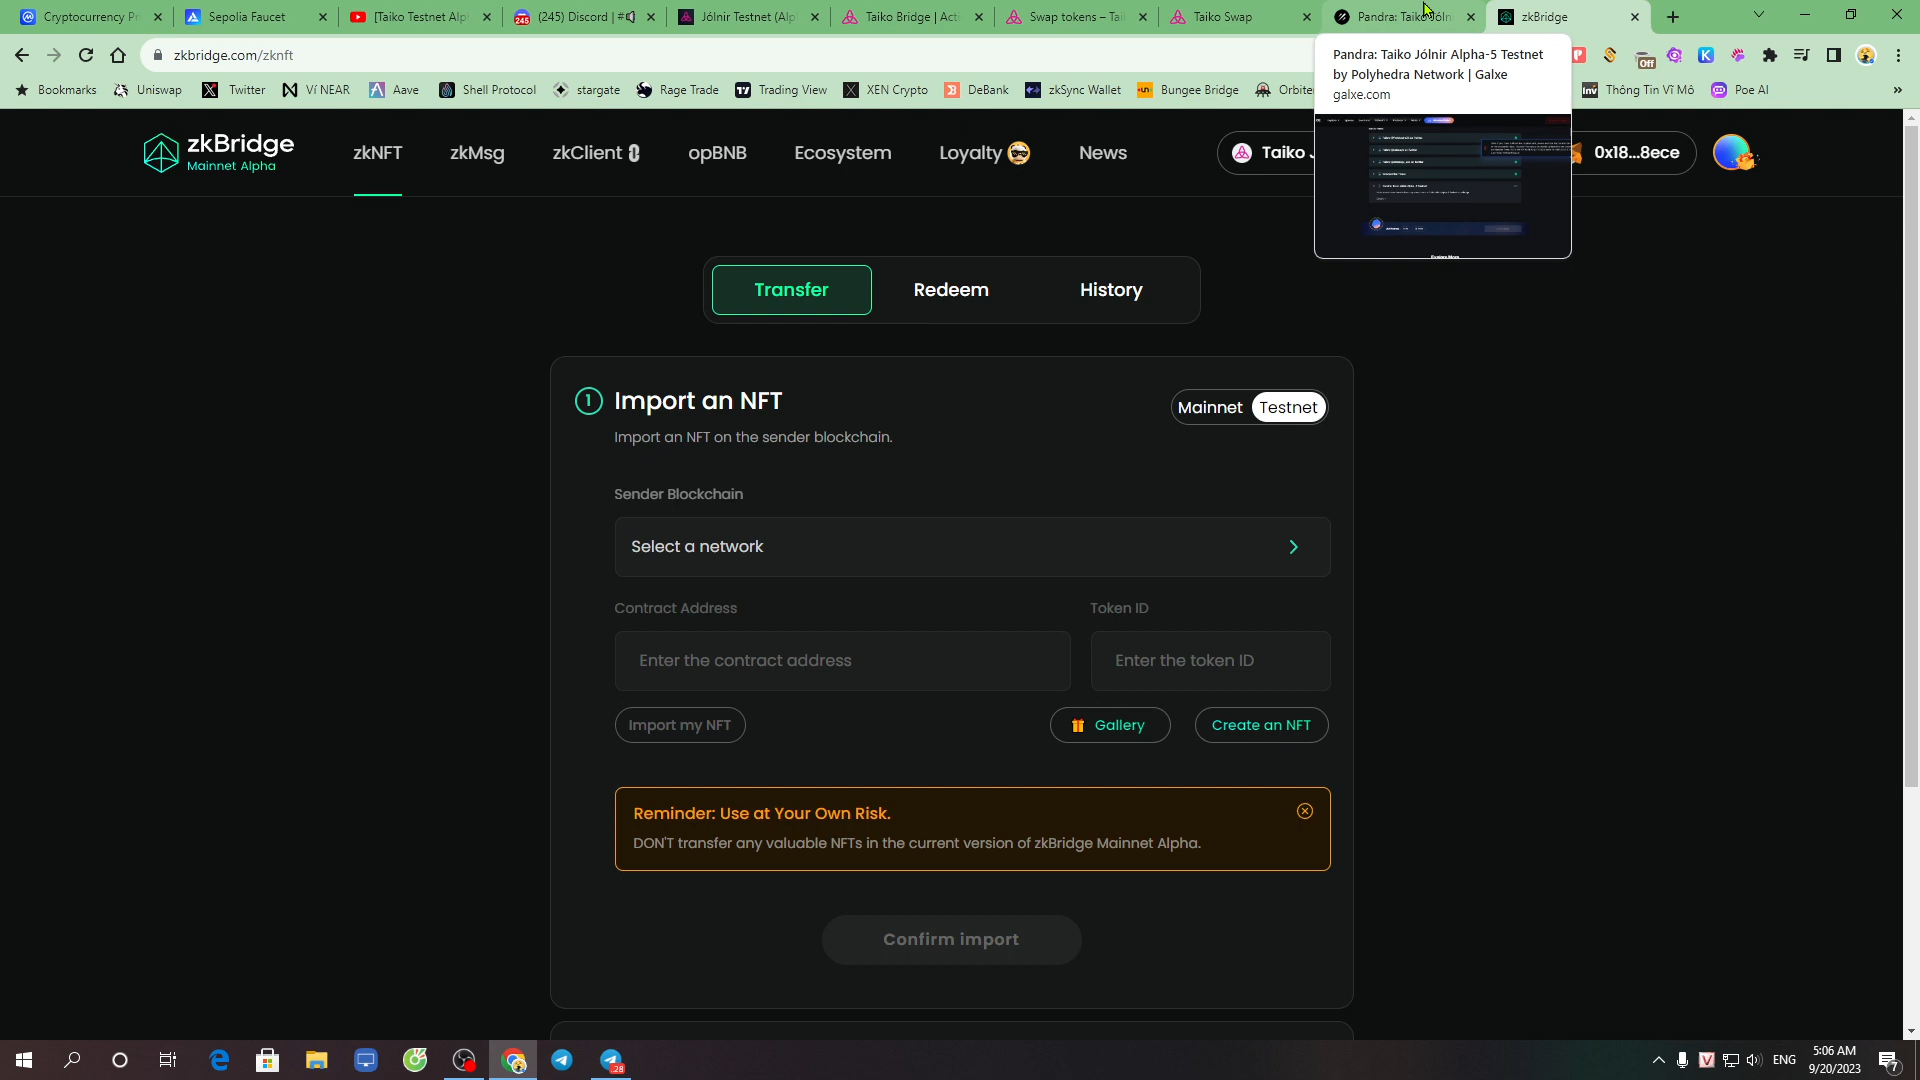 Cryptocurrency Pr
Sepolia Faucet
[Taiko Testnet Alp
(245) Discord | #
Jólnir Testnet (Alp
Taiko Bridge | Acti
Swap tokens – Tai
Taiko Swap
Pandra: Taiko Jóln
zkBridge
zkbridge.com/zknft
Off
Bookmarks
Uniswap
Twitter
Ví NEAR
Aave
Shell Protocol
stargate
Rage Trade
Trading View
XEN Crypto
DeBank
zkSync Wallet
Bungee Bridge
Orbite
Thông Tin Vĩ Mô
Poe AI
Pandra: Taiko Jólnir Alpha-5 Testnet
by Polyhedra Network | Galxe
galxe.com
zkBridge
Mainnet Alpha
zkNFT
zkMsg
zkClient
opBNB
Ecosystem
Loyalty
News
Taiko J
0x18...8ece
Transfer
Redeem
History
1
Import an NFT
Mainnet
Testnet
Import an NFT on the sender blockchain.
Sender Blockchain
Select a network
Contract Address
Token ID
Enter the contract address
Enter the token ID
Import my NFT
Gallery
Create an NFT
Reminder: Use at Your Own Risk.
DON'T transfer any valuable NFTs in the current version of zkBridge Mainnet Alpha.
Confirm import
28
ENG
5:06 AM
9/20/2023
7